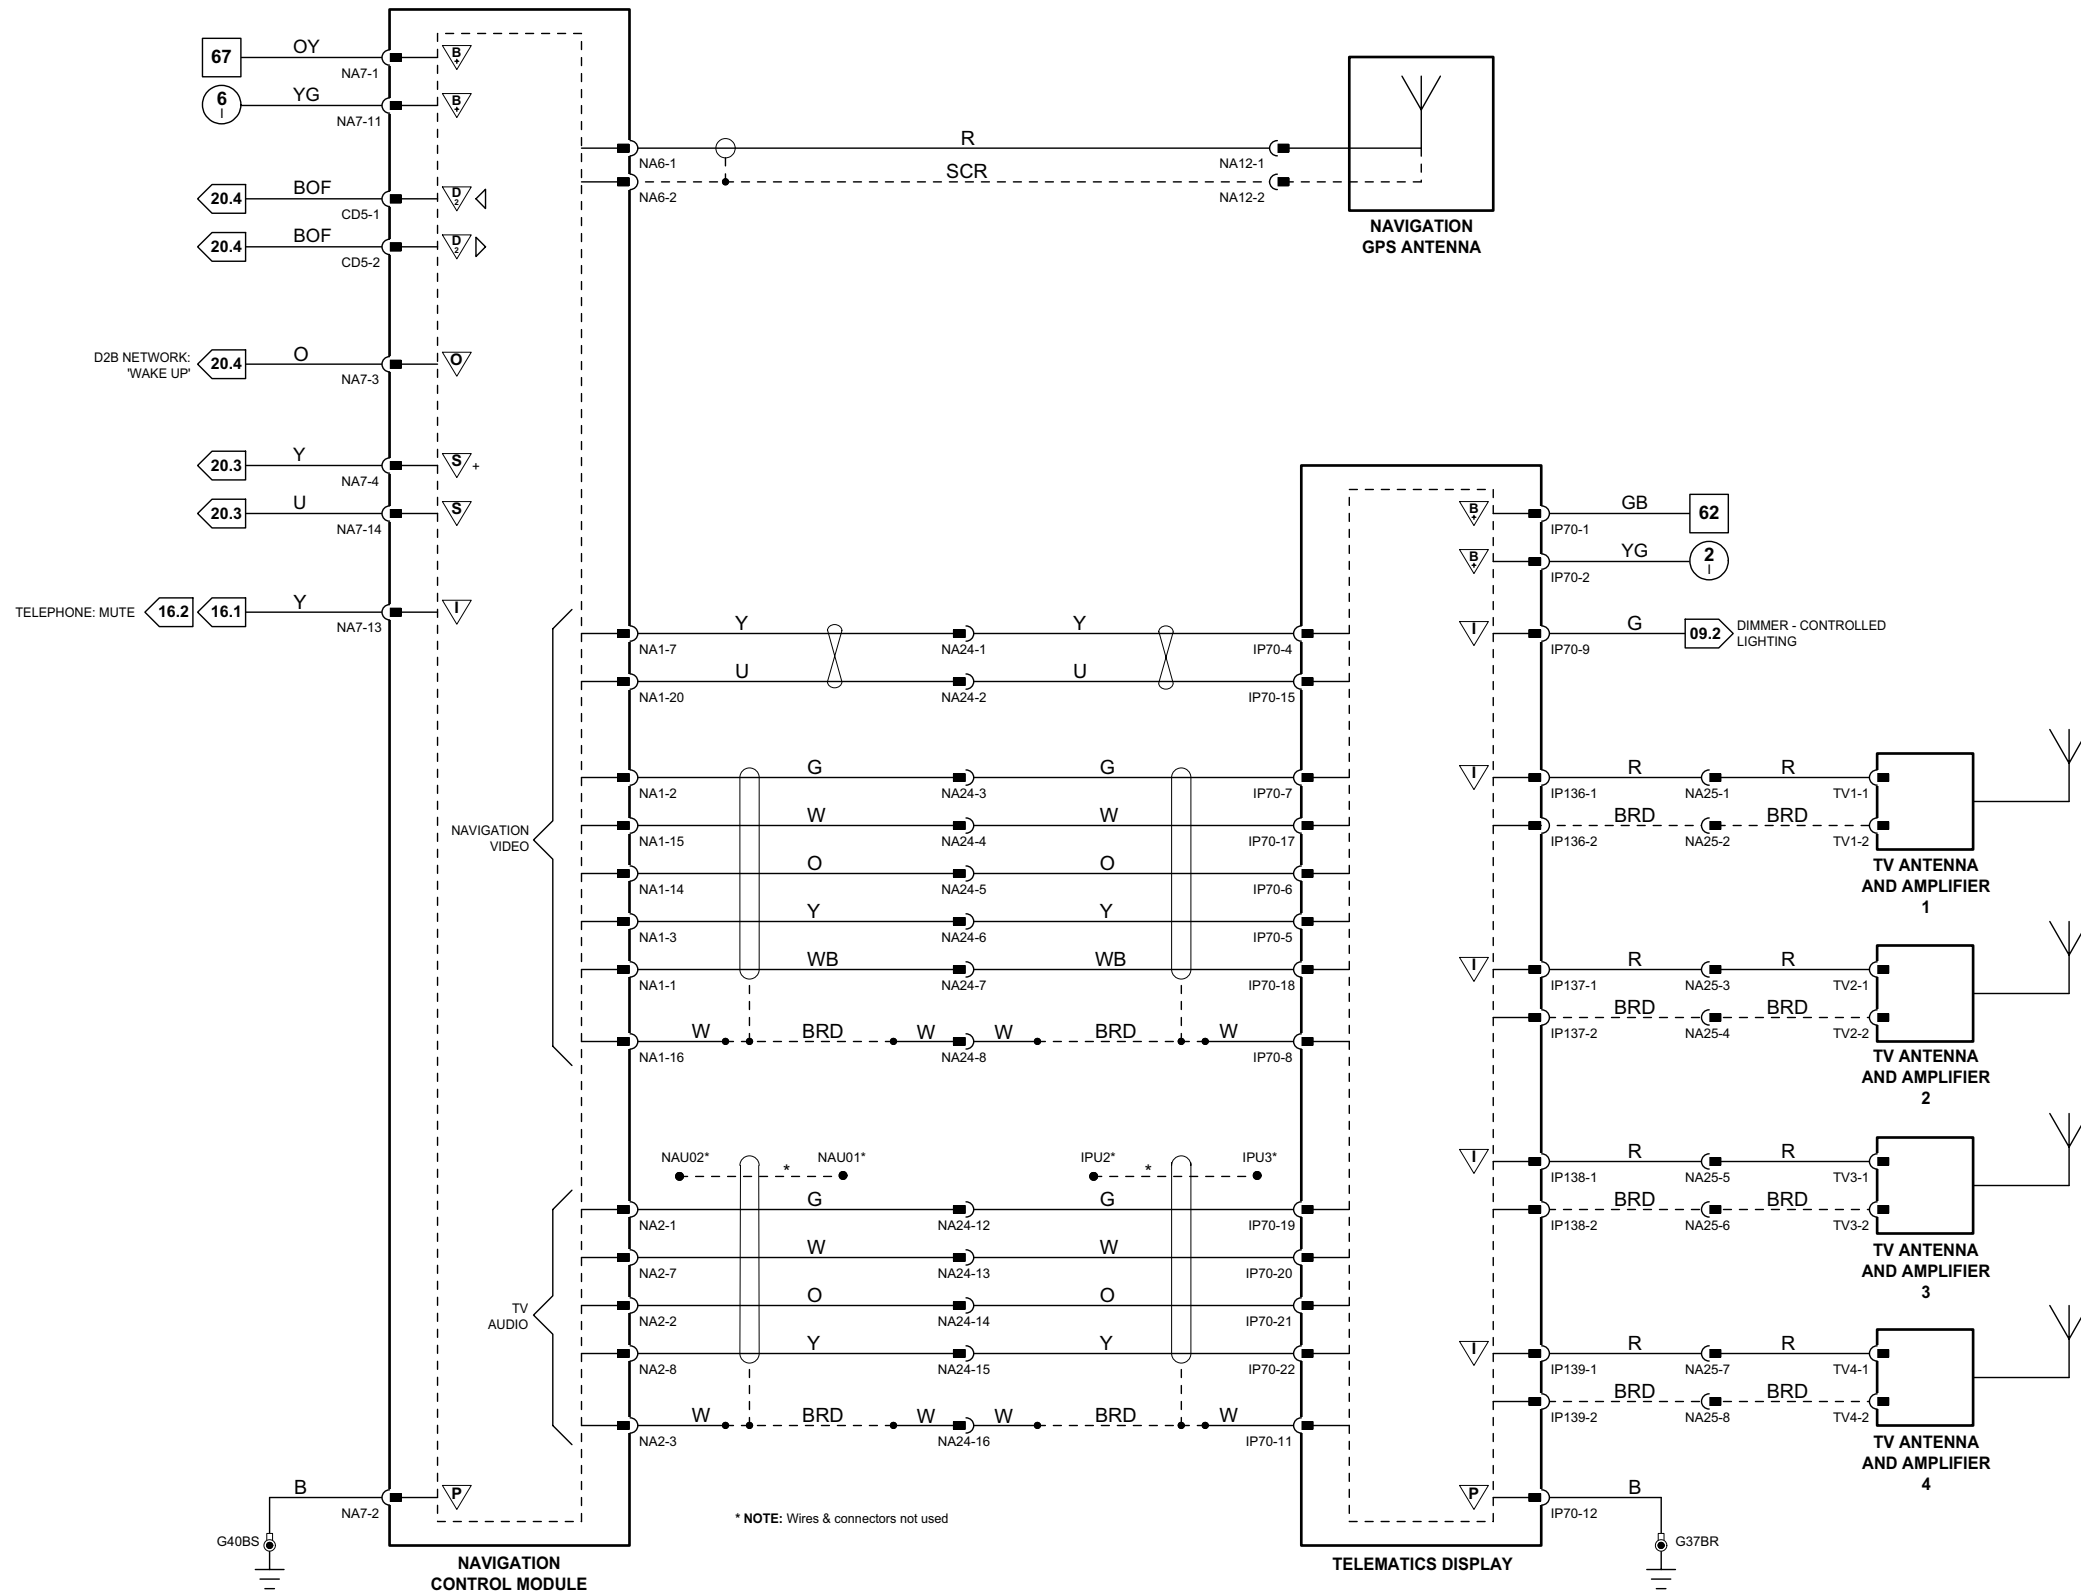 67
OY
NA7-1
B
+
6
I
YG
NA7-11
B
+
20.4
BOF
CD5-1
D
2
20.4
BOF
CD5-2
D
2
D2B NETWORK:
'WAKE UP'
20.4
O
NA7-3
O
20.3
Y
NA7-4
S
+
20.3
U
NA7-14
S
TELEPHONE: MUTE
16.2
16.1
Y
NA7-13
I
NA6-1
R
NA12-1
NA6-2
SCR
NA12-2
NAVIGATION
GPS ANTENNA
NAVIGATION
VIDEO
NA1-7
Y
NA24-1
Y
IP70-4
NA1-20
U
NA24-2
U
IP70-15
NA1-2
G
NA24-3
G
IP70-7
NA1-15
W
NA24-4
W
IP70-17
NA1-14
O
NA24-5
O
IP70-6
NA1-3
Y
NA24-6
Y
IP70-5
NA1-1
WB
NA24-7
WB
IP70-18
NA1-16
W
BRD
W
NA24-8
W
BRD
W
IP70-8
NAU02*
*
NAU01*
IPU2*
*
IPU3*
TV
AUDIO
NA2-1
G
NA24-12
G
IP70-19
NA2-7
W
NA24-13
W
IP70-20
NA2-2
O
NA24-14
O
IP70-21
NA2-8
Y
NA24-15
Y
IP70-22
NA2-3
W
BRD
W
NA24-16
W
BRD
W
IP70-11
B
NA7-2
P
G40BS
NAVIGATION
CONTROL MODULE
* NOTE: Wires & connectors not used
B
+
IP70-1
GB
62
B
+
IP70-2
YG
2
I
I
IP70-9
G
09.2
DIMMER - CONTROLLED
LIGHTING
I
IP136-1
R
NA25-1
R
TV1-1
IP136-2
BRD
NA25-2
BRD
TV1-2
TV ANTENNA
AND AMPLIFIER
1
I
IP137-1
R
NA25-3
R
TV2-1
IP137-2
BRD
NA25-4
BRD
TV2-2
TV ANTENNA
AND AMPLIFIER
2
I
IP138-1
R
NA25-5
R
TV3-1
IP138-2
BRD
NA25-6
BRD
TV3-2
TV ANTENNA
AND AMPLIFIER
3
I
IP139-1
R
NA25-7
R
TV4-1
IP139-2
BRD
NA25-8
BRD
TV4-2
TV ANTENNA
AND AMPLIFIER
4
P
IP70-12
B
G37BR
TELEMATICS DISPLAY